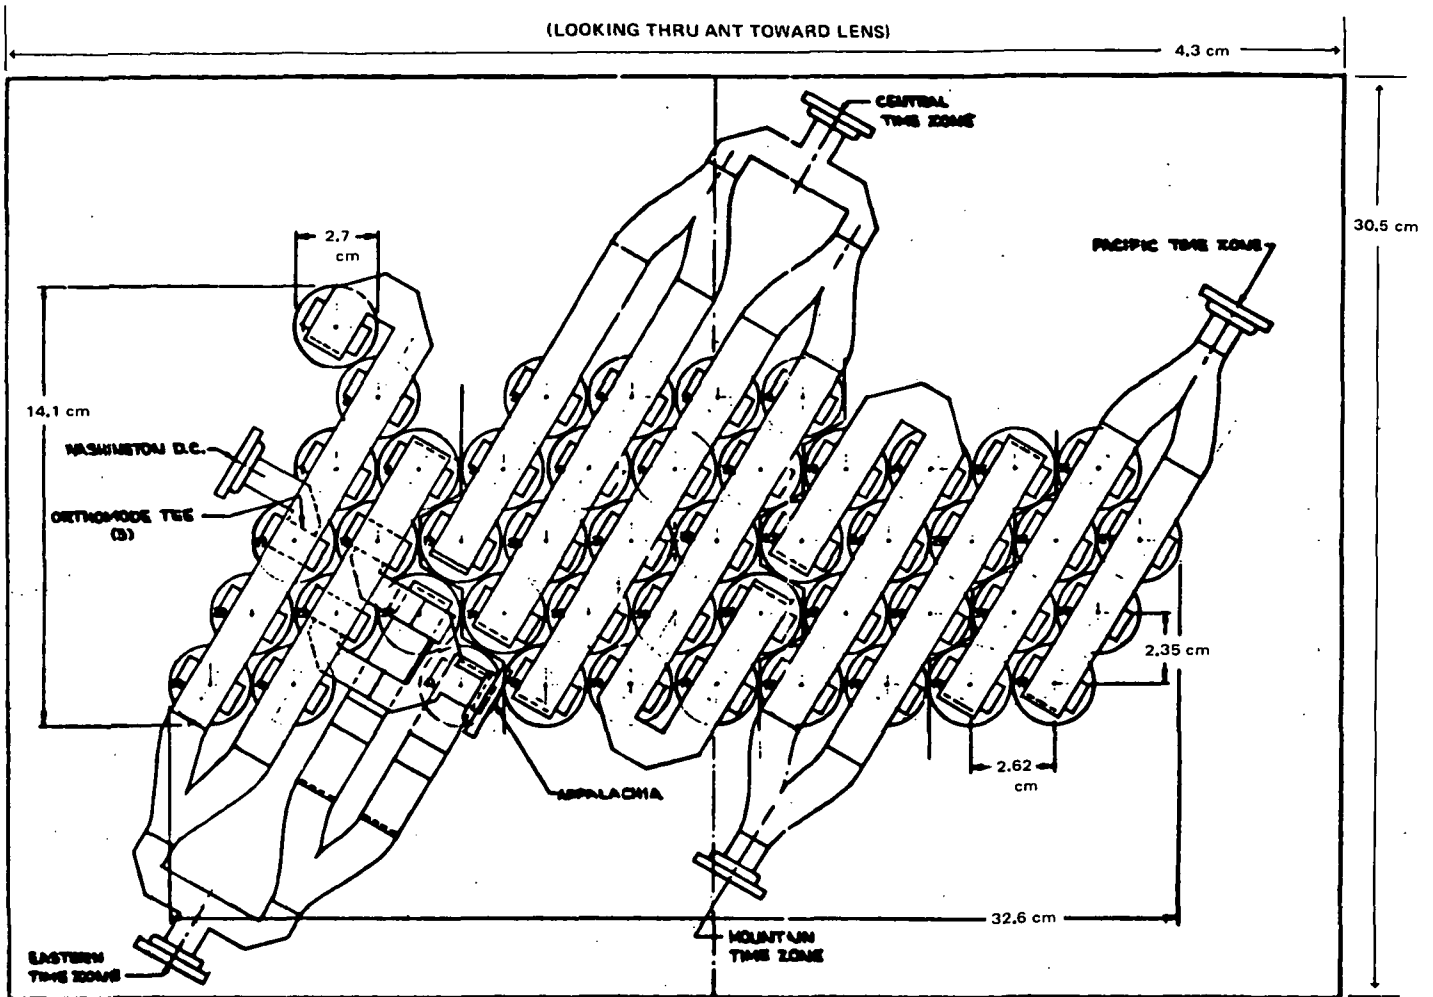 (LOOKING THRU ANT TOWARD LENS)
4.3 cm
CENTRAL
TIME ZONE
30.5 cm
PACIFIC TIME ZONE
2.7
cm
14.1 cm
WASHINGTON D.C.
ORTHOMODE TEE
(3)
2.35 cm
2.62
cm
APPALACHIA
32.6 cm
MOUNTAIN
TIME ZONE
EASTERN
TIME ZONE